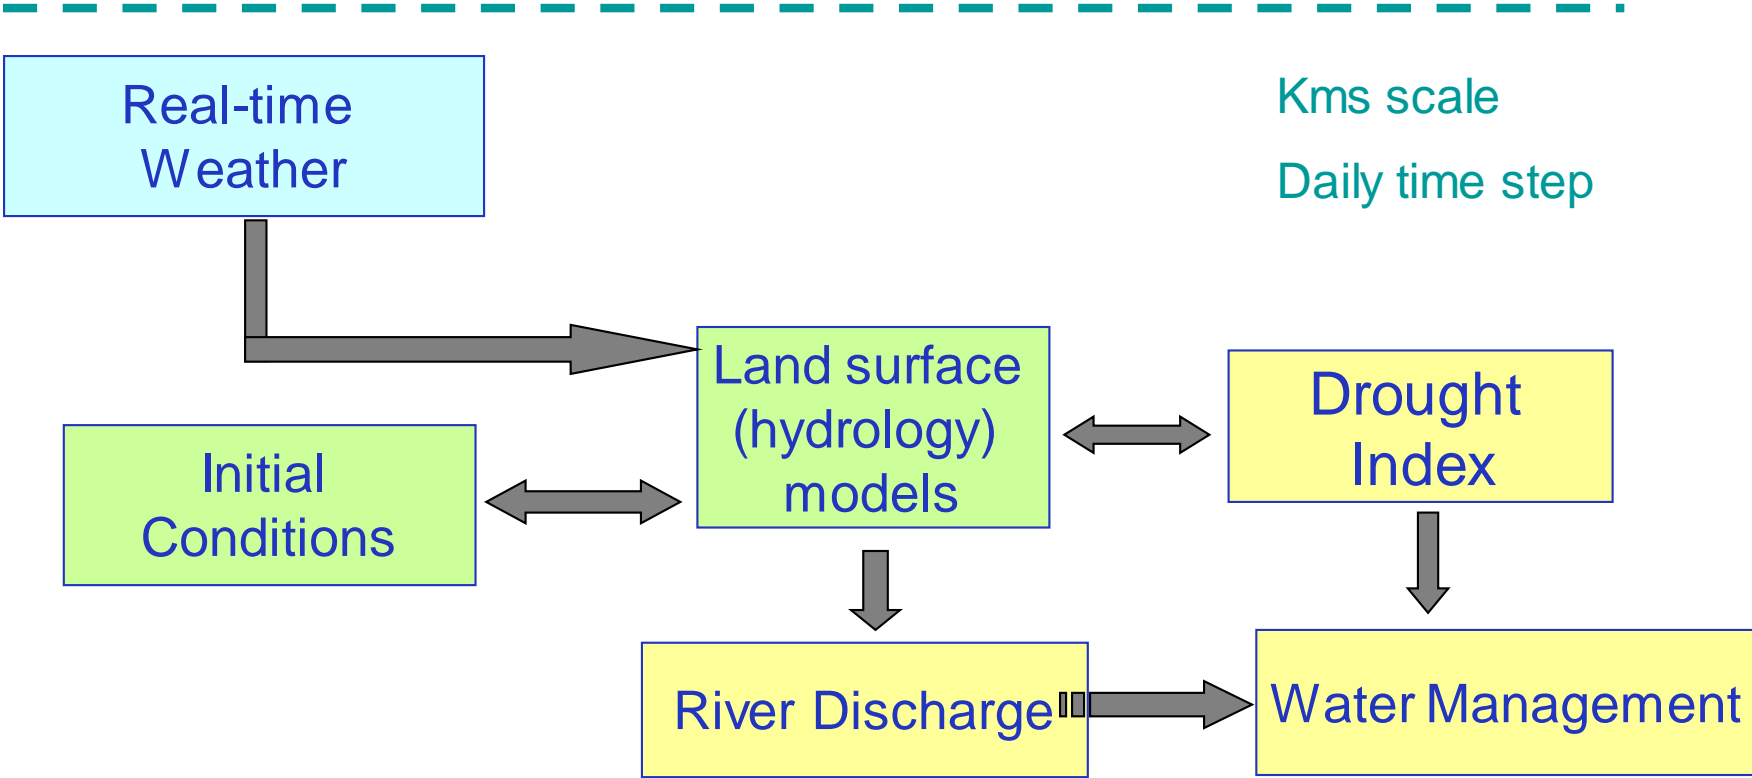 Real-time
Weather
Kms scale
Daily time step
Land surface
(hydrology)
models
Drought
Index
Initial
Conditions
River Discharge
Water Management